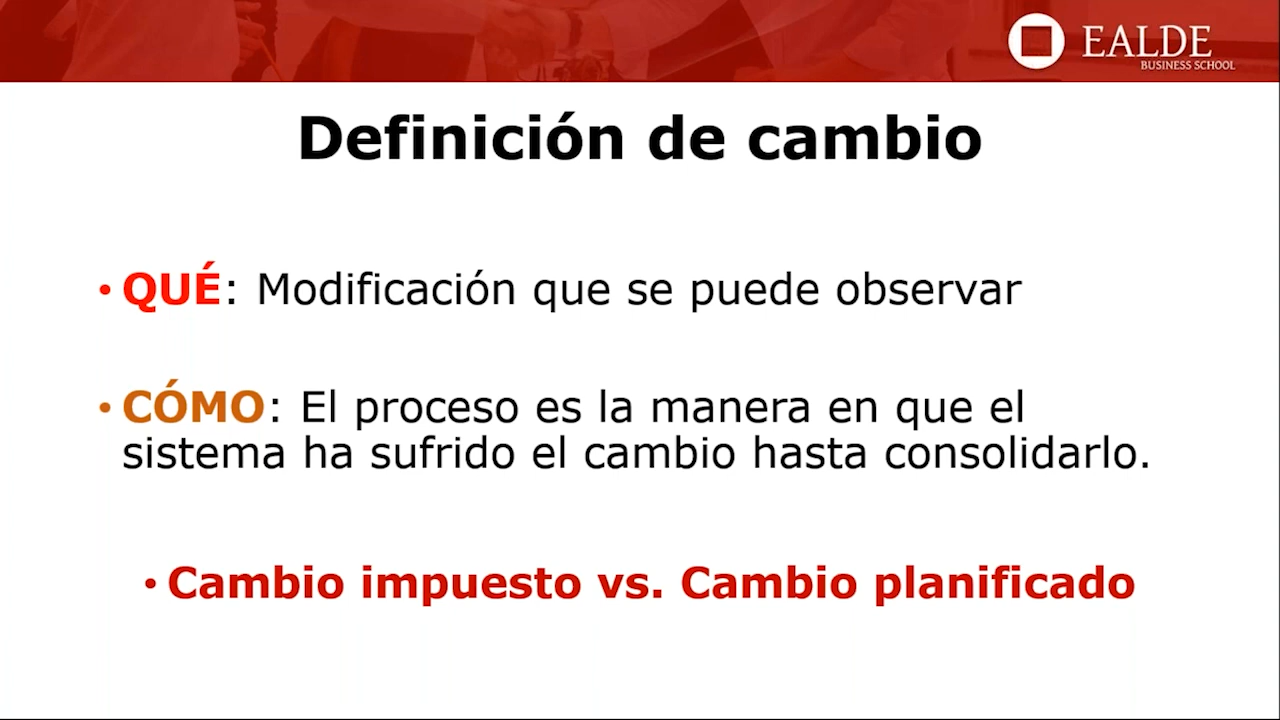 EALDE
BUSINESS SCHOOL
Definición de cambio
• QUÉ: Modificación que se puede observar
• CÓMO: El proceso es la manera en que el
sistema ha sufrido el cambio hasta consolidarlo.
• Cambio impuesto vs. Cambio planificado